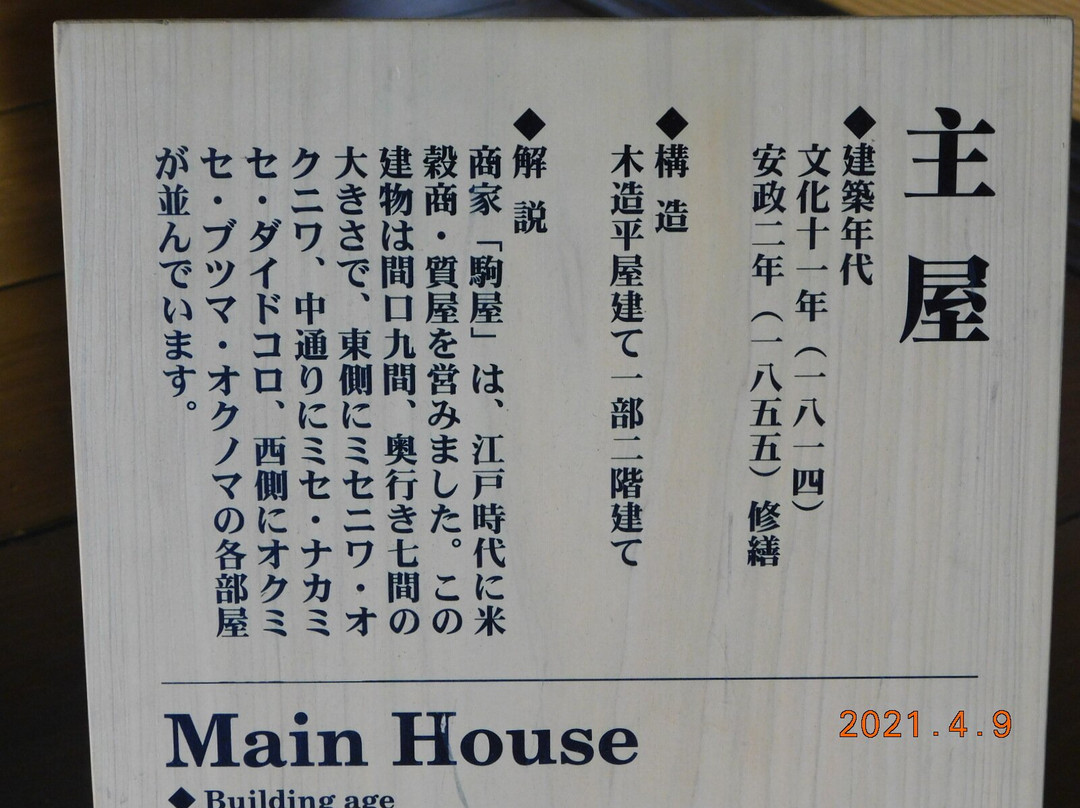 主屋
◆建築年代
文化十一年（一八一四）
安政二年（一八五五）修繕
◆構造
木造平屋建て一部二階建て
◆解説
商家「駒屋」は、江戸時代に米
穀商・質屋を営みました。この
建物は間口九間、奥行き七間の
大きさで、東側にミセニワ・オ
クニワ、中通りにミセ・ナカミ
セ・ダイドコロ、西側にオクミ
セ・ブツマ・オクノマの各部屋
が並んでいます。
Main House
◆Building age
2021.4.9